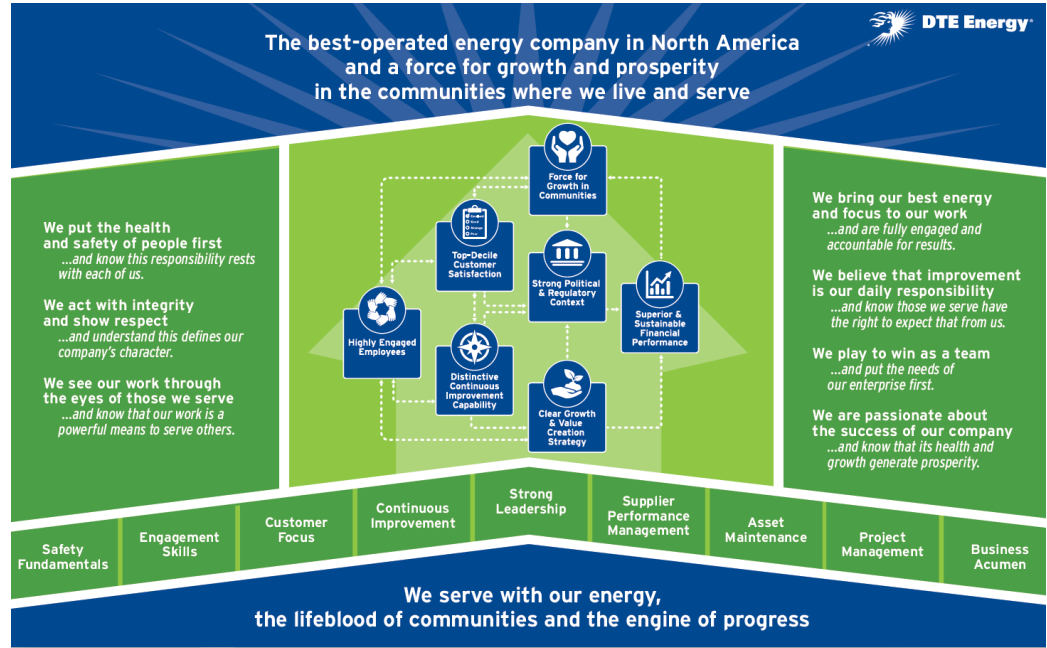 DTE Energy®
The best-operated energy company in North America
and a force for growth and prosperity
in the communities where we live and serve
We put the health
and safety of people first
...and know this responsibility rests
with each of us.
We act with integrity
and show respect
...and understand this defines our
company's character.
We see our work through
the eyes of those we serve
...and know that our work is a
powerful means to serve others.
Force for
Growth in
Communities
Top-Decile
Customer
Satisfaction
Strong Political
& Regulatory
Context
Superior &
Sustainable
Financial
Performance
Highly Engaged
Employees
Distinctive
Continuous
Improvement
Capability
Clear Growth
& Value
Creation
Strategy
We bring our best energy
and focus to our work
...and are fully engaged and
accountable for results.
We believe that improvement
is our daily responsibility
...and know those we serve have
the right to expect that from us.
We play to win as a team
...and put the needs of
our enterprise first.
We are passionate about
the success of our company
...and know that its health and
growth generate prosperity.
Safety
Fundamentals
Engagement
Skills
Customer
Focus
Continuous
Improvement
Strong
Leadership
Supplier
Performance
Management
Asset
Maintenance
Project
Management
Business
Acumen
We serve with our energy,
the lifeblood of communities and the engine of progress